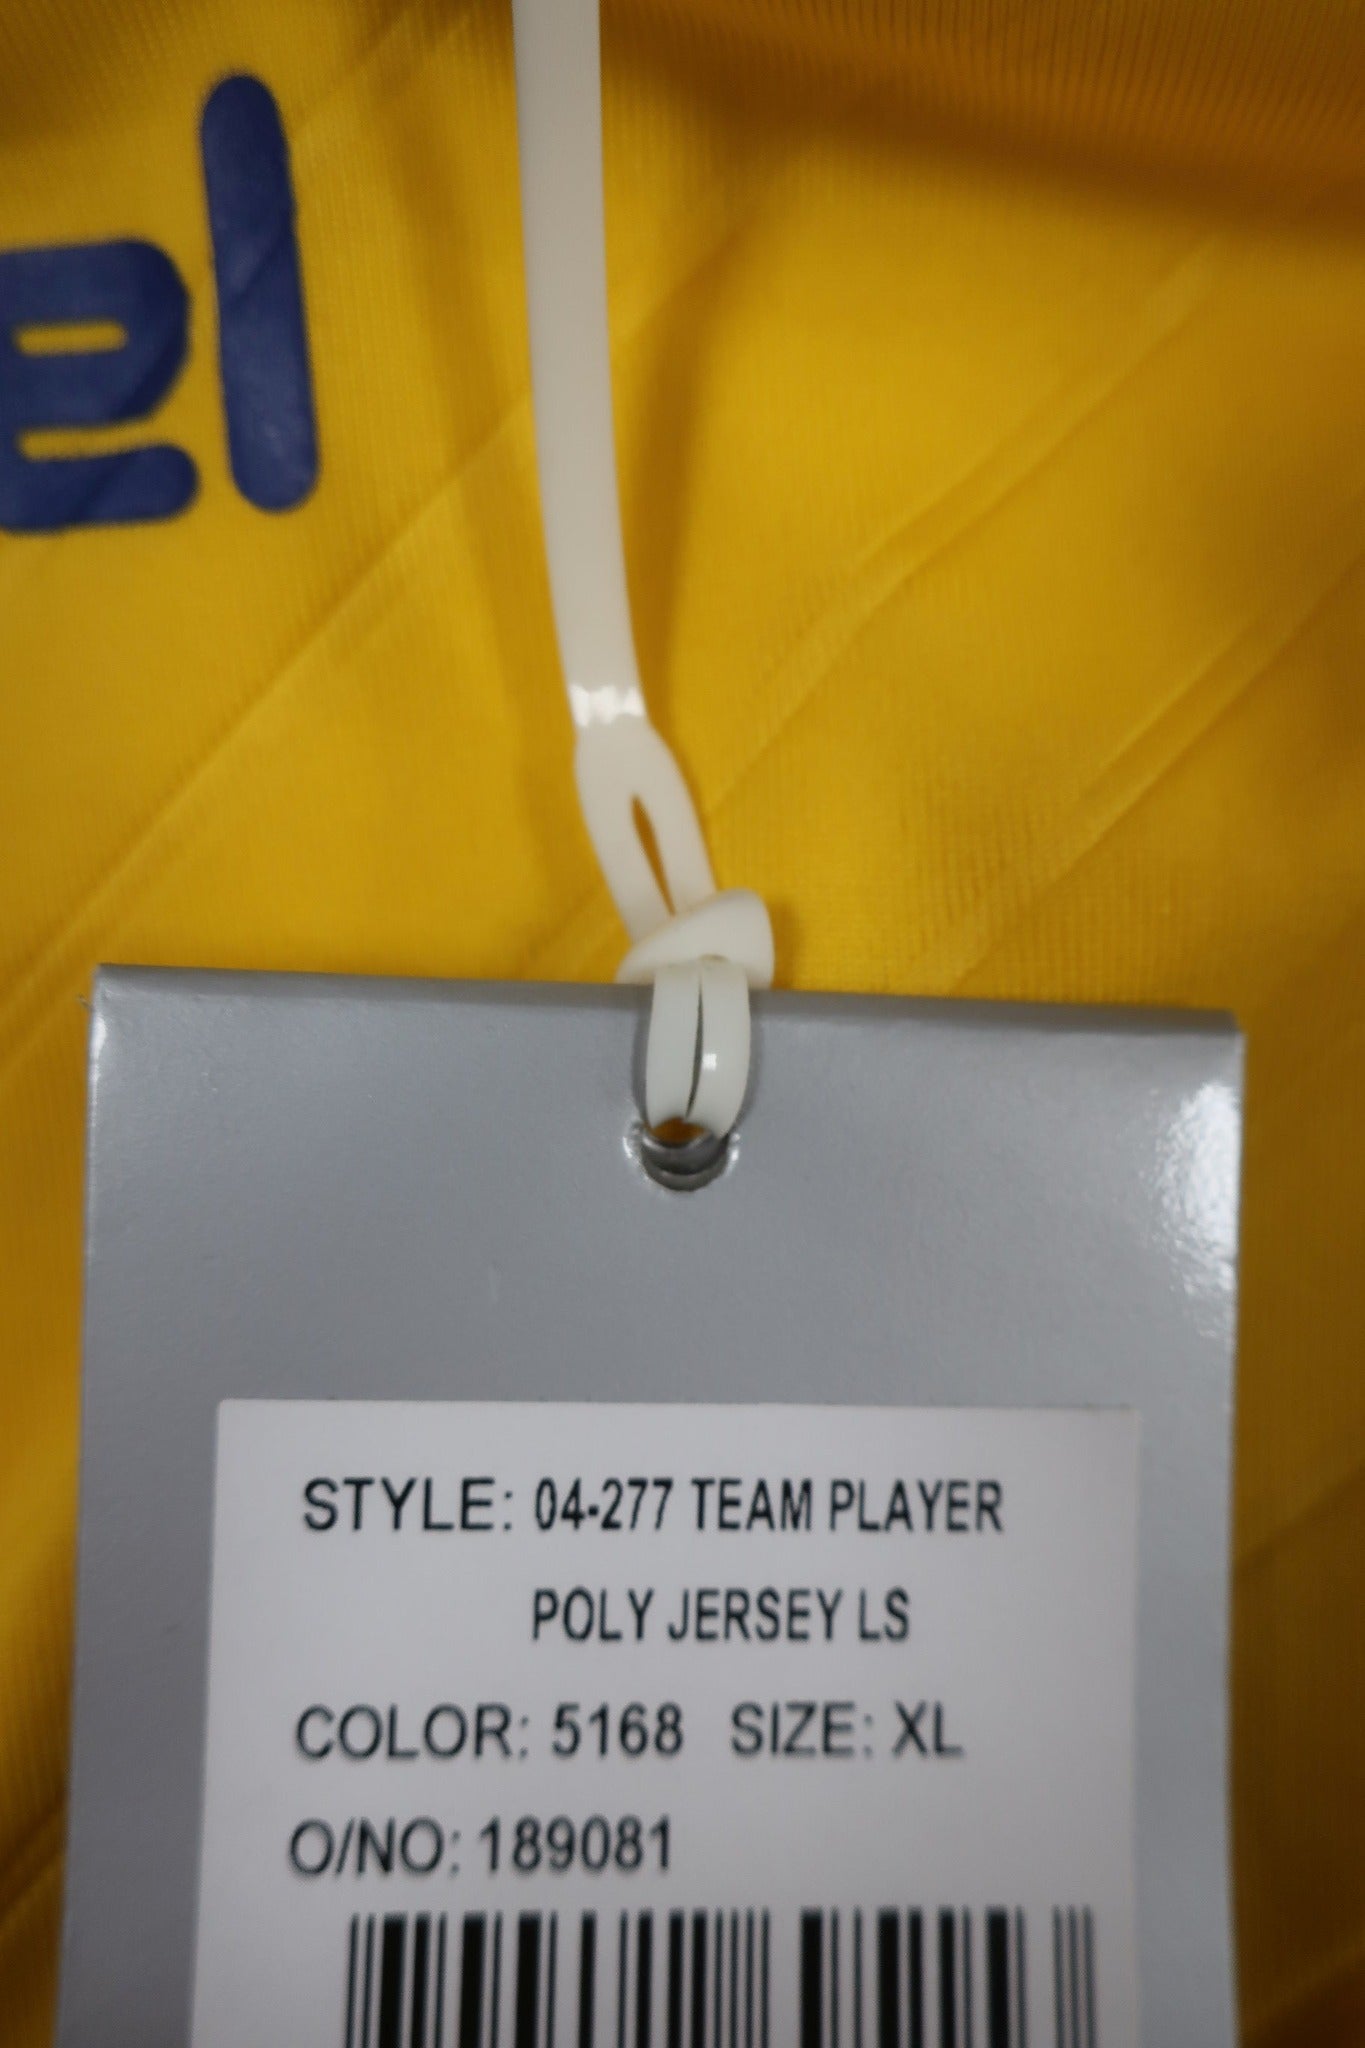 el
STYLE: 04-277 TEAM PLAYER
POLY JERSEY LS
COLOR: 5168 SIZE: XL
O/NO: 189081